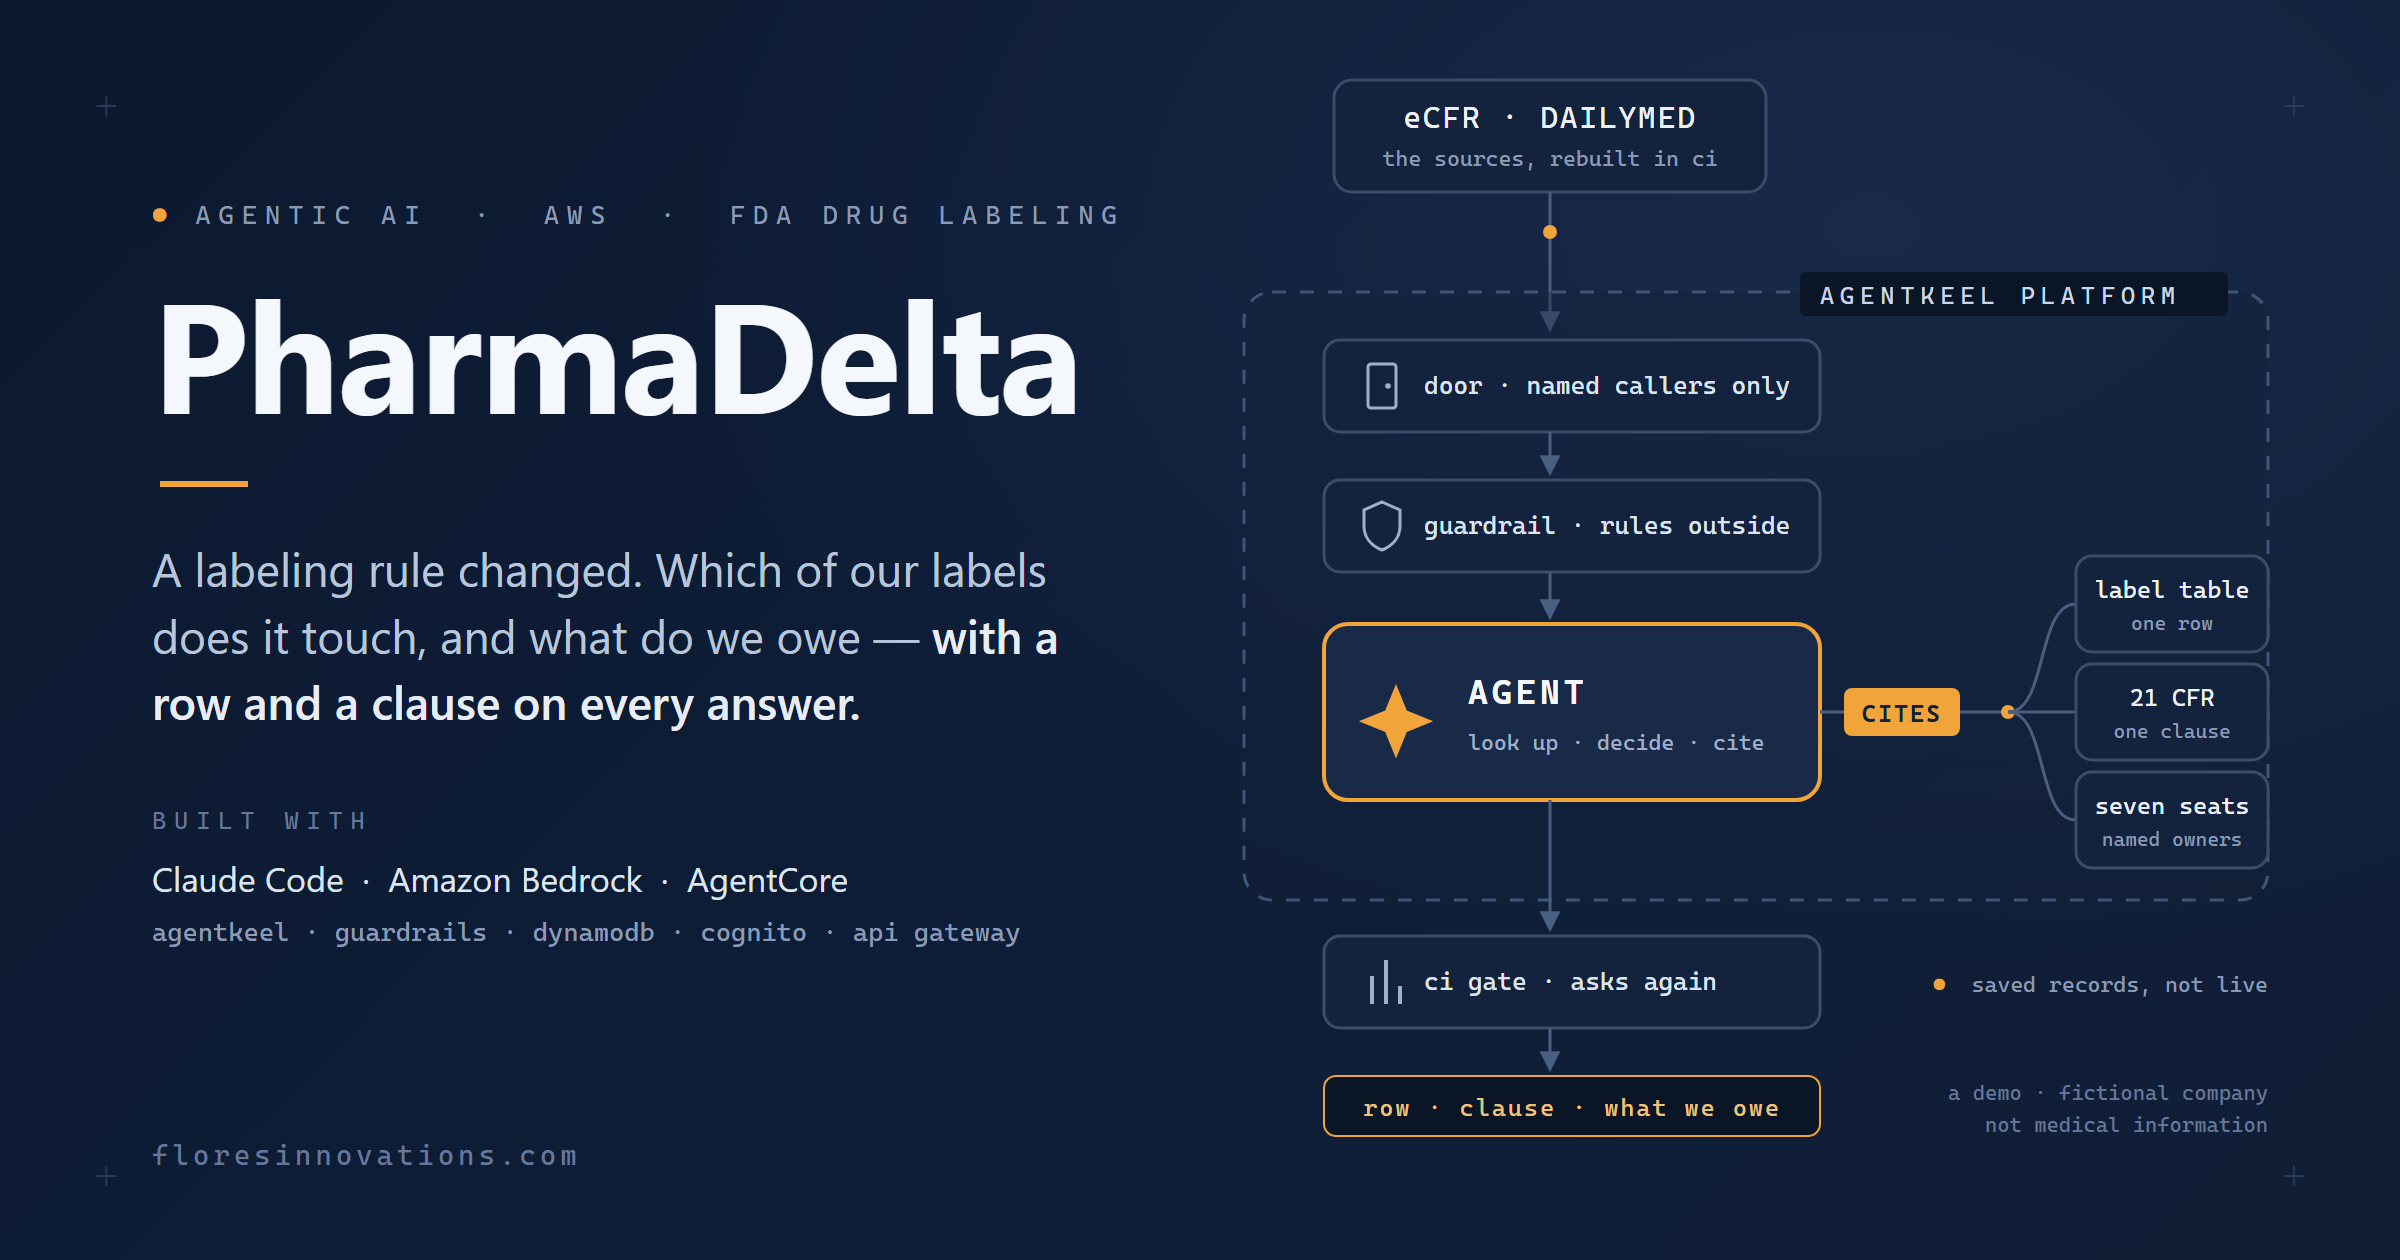 AGENTIC AI · AWS · FDA DRUG LABELING
PharmaDelta
A labeling rule changed. Which of our labels
does it touch, and what do we owe — with a
row and a clause on every answer.
BUILT WITH
Claude Code · Amazon Bedrock · AgentCore
agentkeel · guardrails · dynamodb · cognito · api gateway
floresinnovations.com
eCFR · DAILYMED
the sources, rebuilt in ci
AGENTKEEL PLATFORM
door · named callers only
guardrail · rules outside
AGENT
look up · decide · cite
CITES
label table
one row
21 CFR
one clause
seven seats
named owners
ci gate · asks again
saved records, not live
row · clause · what we owe
a demo · fictional company
not medical information